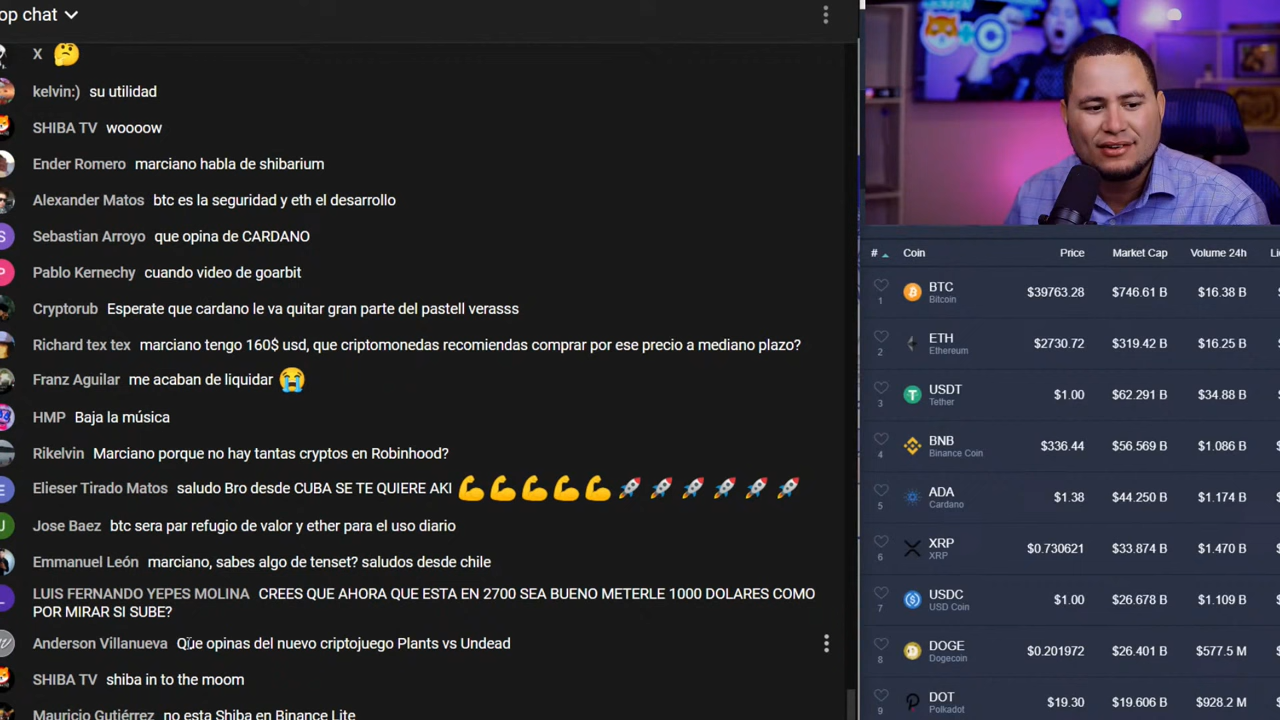 op chat
X 🤔
kelvin:) su utilidad
SHIBA TV woooow
Ender Romero marciano habla de shibarium
Alexander Matos btc es la seguridad y eth el desarrollo
Sebastian Arroyo que opina de CARDANO
Pablo Kernechy cuando video de goarbit
Cryptorub Esperate que cardano le va quitar gran parte del pastell verasss
Richard tex tex marciano tengo 160$ usd, que criptomonedas recomiendas comprar por ese precio a mediano plazo?
Franz Aguilar me acaban de liquidar 😭
HMP Baja la música
Rikelvin Marciano porque no hay tantas cryptos en Robinhood?
Elieser Tirado Matos saludo Bro desde CUBA SE TE QUIERE AKI 💪💪💪💪💪🚀🚀🚀🚀🚀🚀
Jose Baez btc sera par refugio de valor y ether para el uso diario
Emmanuel León marciano, sabes algo de tenset? saludos desde chile
LUIS FERNANDO YEPES MOLINA CREES QUE AHORA QUE ESTA EN 2700 SEA BUENO METERLE 1000 DOLARES COMO
POR MIRAR SI SUBE?
Anderson Villanueva Que opinas del nuevo criptojuego Plants vs Undead
SHIBA TV shiba in to the moom
Mauricio Gutiérrez no esta Shiba en Binance Lite
# Coin Price Market Cap Volume 24h Li
1 BTC Bitcoin $39763.28 $746.61 B $16.38 B
2 ETH Ethereum $2730.72 $319.42 B $16.25 B
3 USDT Tether $1.00 $62.291 B $34.88 B
4 BNB Binance Coin $336.44 $56.569 B $1.086 B
5 ADA Cardano $1.38 $44.250 B $1.174 B
6 XRP XRP $0.730621 $33.874 B $1.470 B
7 USDC USD Coin $1.00 $26.678 B $1.109 B
8 DOGE Dogecoin $0.201972 $26.401 B $577.5 M
9 DOT Polkadot $19.30 $19.606 B $928.2 M